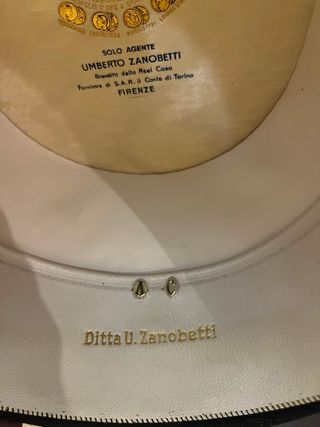 SOLO AGENTE
UMBERTO ZANOBETTI
Brevetto della Real Casa
Fornitore di S.A.R. il Conte di Torino
FIRENZE
A C
Ditta U. Zanobetti